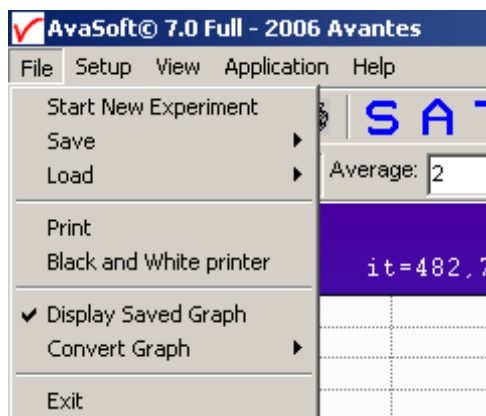 AvaSoft© 7.0 Full - 2006 Avantes
File Setup View Application Help
Start New Experiment
S A
Save
Load
Average: 2
Print
Black and White printer
it=482,7
✔ Display Saved Graph
Convert Graph
Exit